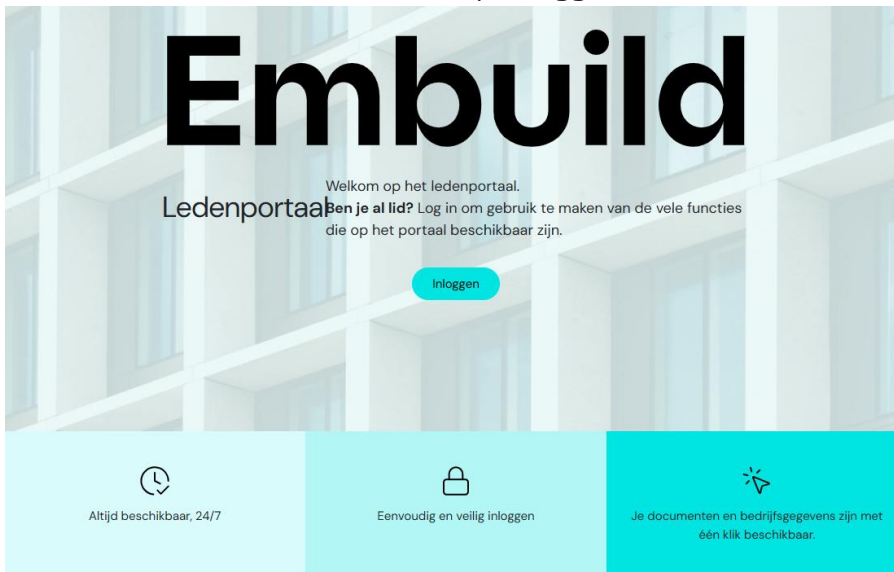 Embuild
Welkom op het ledenportaal.
Ledenportaal
Ben je al lid? Log in om gebruik te maken van de vele functies
die op het portaal beschikbaar zijn.
Inloggen
Altijd beschikbaar, 24/7
Eenvoudig en veilig inloggen
Je documenten en bedrijfsgegevens zijn met
één klik beschikbaar.